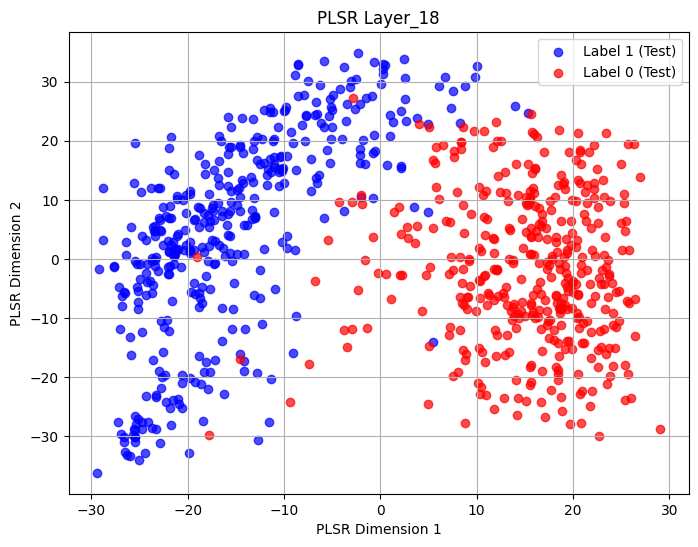 PLSR Layer_18
Label 1 (Test)
Label 0 (Test)
PLSR Dimension 2
30
20
10
0
−10
−20
−30
−30
−20
−10
0
10
20
30
PLSR Dimension 1